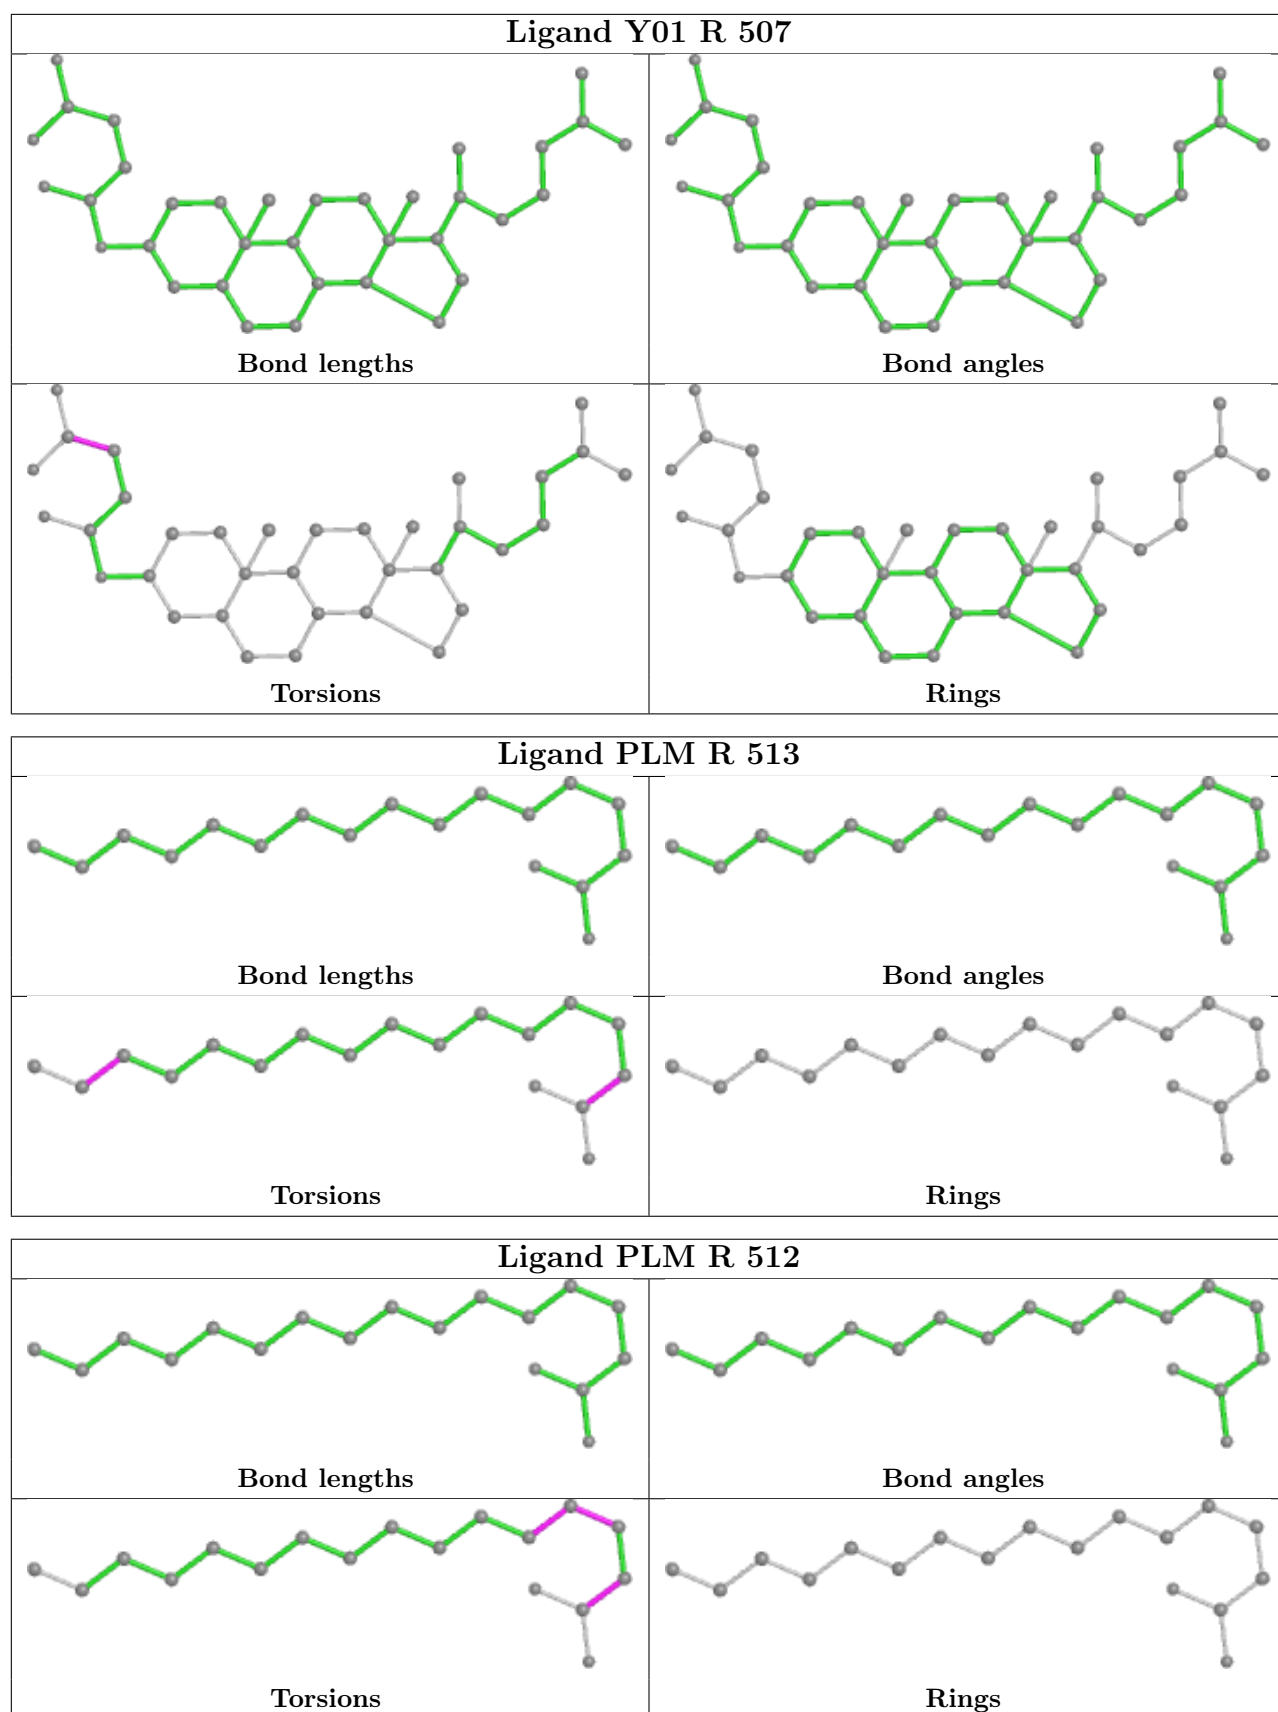 Ligand Y01 R 507
Bond lengths
Bond angles
Torsions
Rings
Ligand PLM R 513
Bond lengths
Bond angles
Torsions
Rings
Ligand PLM R 512
Bond lengths
Bond angles
Torsions
Rings